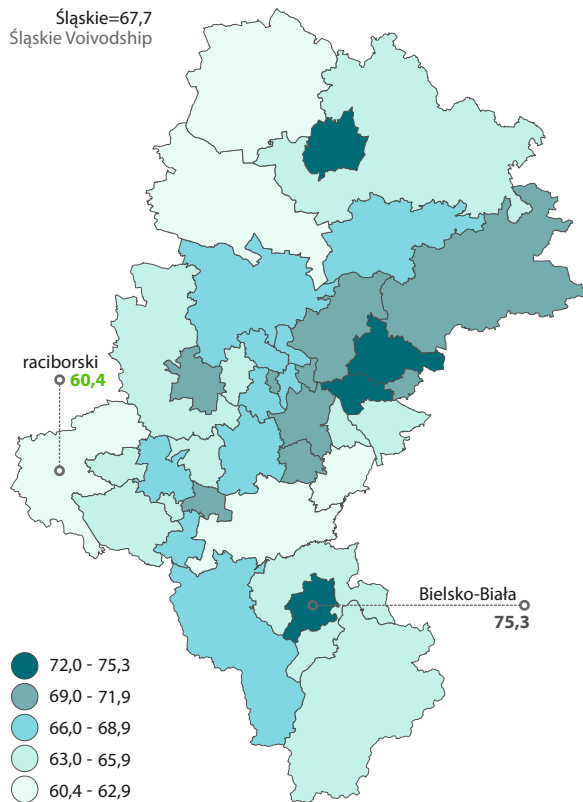 Śląskie=67,7
Śląskie Voivodship
raciborski
60,4
Bielsko-Biała
75,3
72,0 - 75,3
69,0 - 71,9
66,0 - 68,9
63,0 - 65,9
60,4 - 62,9